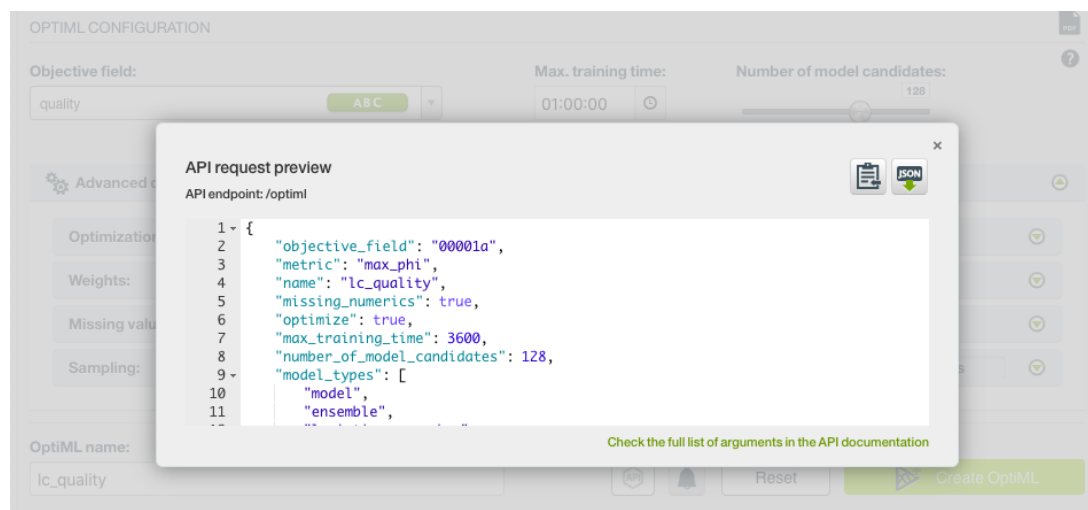 OPTIML CONFIGURATION
PDF
?
Objective field:
Max. training time:
Number of model candidates:
quality
ABC
01:00:00
128
Advanced
API request preview
×
API endpoint: /optiml
JSON
1 {
2 "objective_field": "00001a",
3 "metric": "max_phi",
4 "name": "lc_quality",
5 "missing_numerics": true,
6 "optimize": true,
7 "max_training_time": 3600,
8 "number_of_model_candidates": 128,
9 "model_types": [
10 "model",
11 "ensemble",
Optimization
Weights:
Missing valu
Sampling:
s
Check the full list of arguments in the API documentation
OptiML name:
lc_quality
API
Reset
Create OptiML